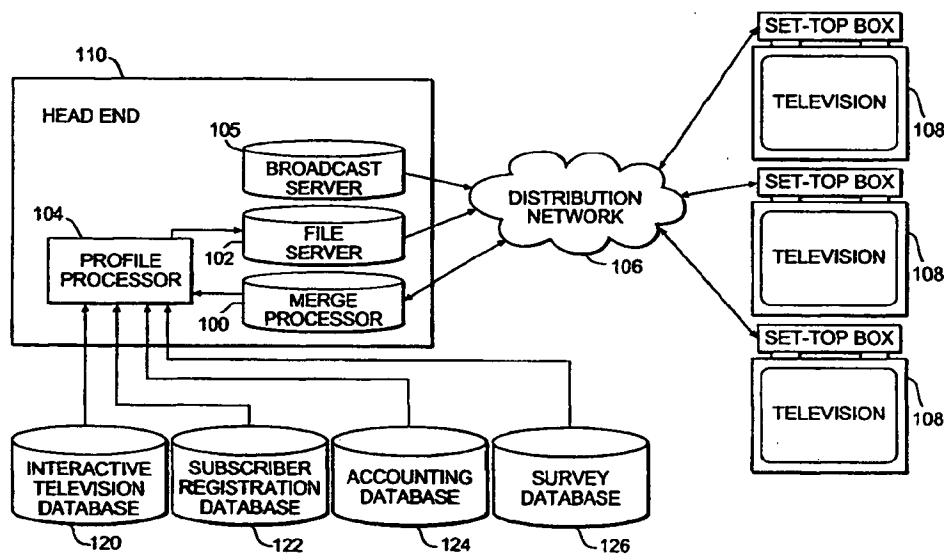 110
HEAD END
105
BROADCAST
SERVER
104
PROFILE
PROCESSOR
102
FILE
SERVER
100
MERGE
PROCESSOR
DISTRIBUTION
NETWORK
106
SET-TOP BOX
TELEVISION
108
SET-TOP BOX
TELEVISION
108
SET-TOP BOX
TELEVISION
108
INTERACTIVE
TELEVISION
DATABASE
120
SUBSCRIBER
REGISTRATION
DATABASE
122
ACCOUNTING
DATABASE
124
SURVEY
DATABASE
126